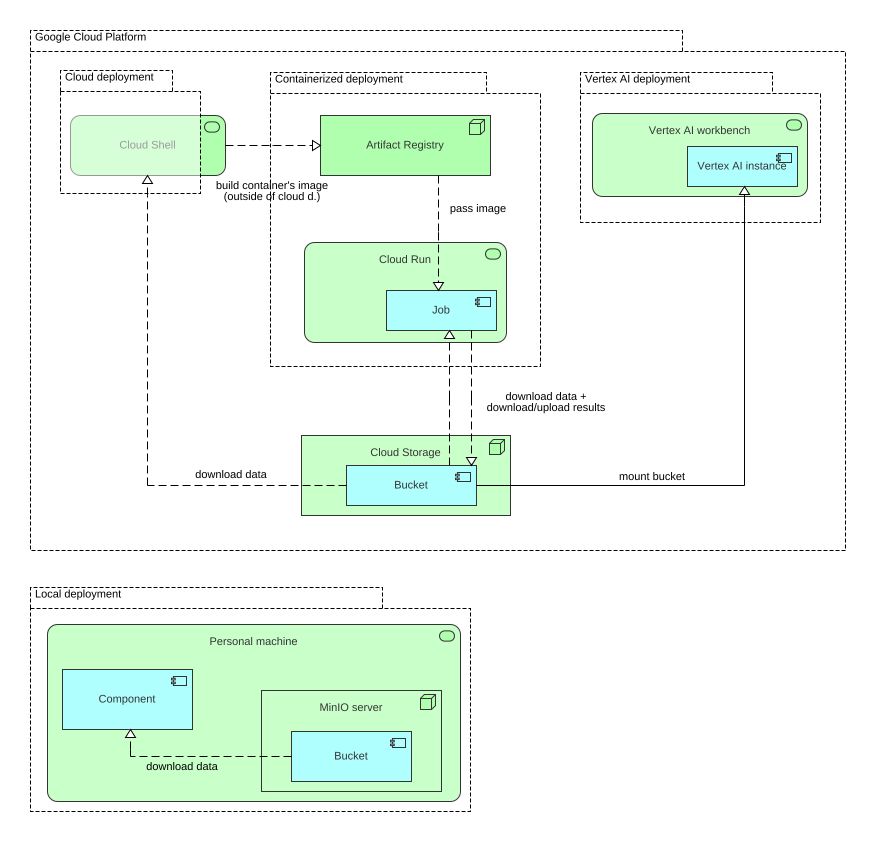 Google Cloud Platform
Cloud deployment
Containerized deployment
Vertex AI deployment
Cloud Shell
Artifact Registry
Vertex AI workbench
Vertex AI instance
build container's image
(outside of cloud d.)
pass image
Cloud Run
Job
download data +
download/upload results
Cloud Storage
Bucket
download data
mount bucket
Local deployment
Personal machine
Component
MinIO server
Bucket
download data